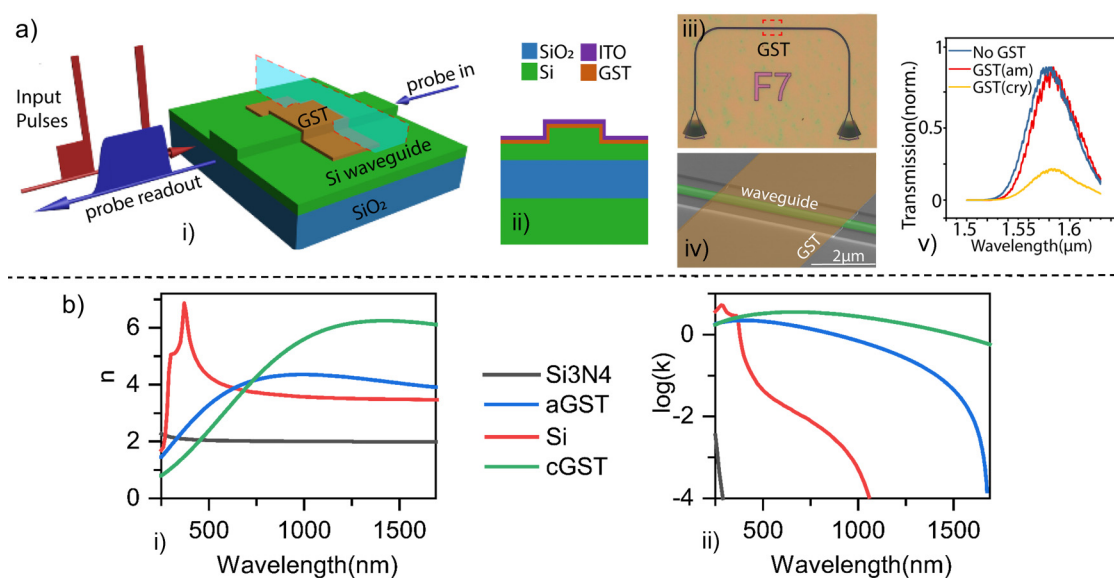 a)
Input
Pulses
GST
probe in
Si waveguide
SiO₂
probe readout
i)
SiO₂
ITO
Si
GST
ii)
iii)
GST
F7
waveguide
GST
2μm
iv)
No GST
GST(am)
GST(cry)
Transmission(norm.)
1
0.5
0
1.5
1.55
1.6
Wavelength(μm)
v)
b)
n
6
4
2
0
500
1000
1500
i)
Wavelength(nm)
Si3N4
aGST
Si
cGST
log(k)
0
-2
-4
500
1000
1500
ii)
Wavelength(nm)